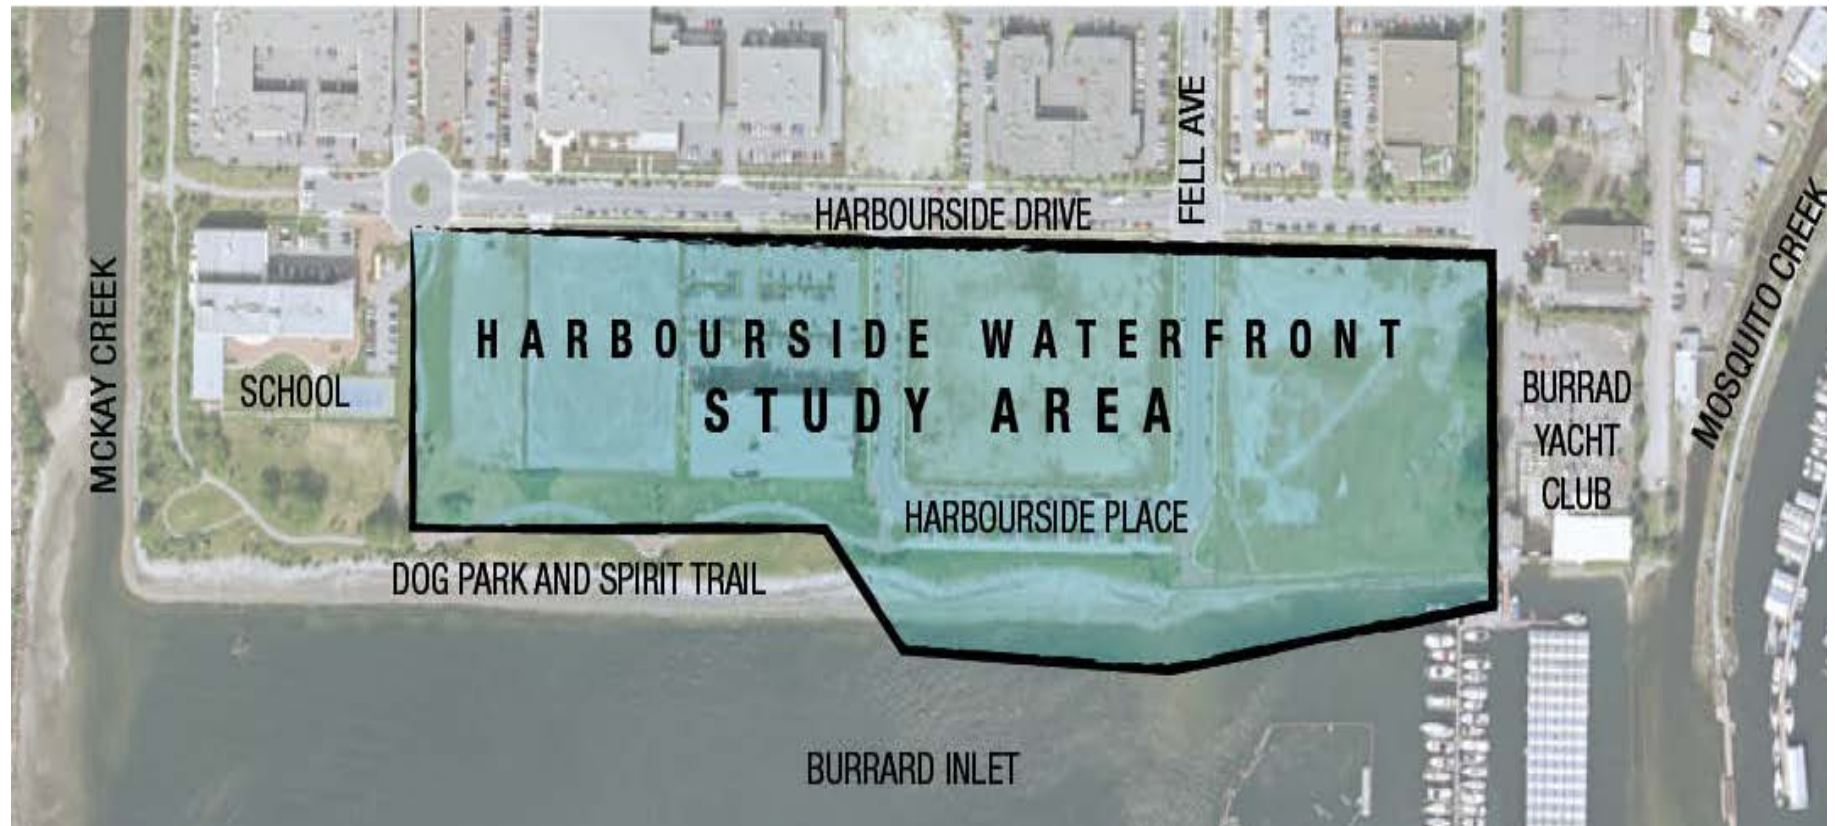 FELL AVE
HARBOURSIDE DRIVE
MCKAY CREEK
MOSQUITO CREEK
HARBOURSIDE WATERFRONT
STUDY AREA
SCHOOL
BURRAD
YACHT
CLUB
HARBOURSIDE PLACE
DOG PARK AND SPIRIT TRAIL
BURRARD INLET